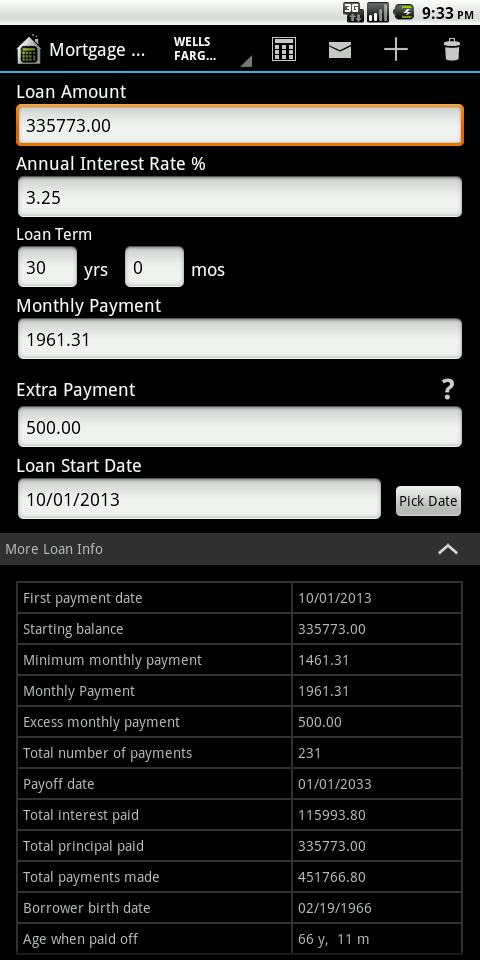 3G 9:33 PM
Mortgage ... WELLS
FARG...
Loan Amount
335773.00
Annual Interest Rate %
3.25
Loan Term
30 yrs 0 mos
Monthly Payment
1961.31
Extra Payment ?
500.00
Loan Start Date
10/01/2013 Pick Date
More Loan Info
First payment date 10/01/2013
Starting balance 335773.00
Minimum monthly payment 1461.31
Monthly Payment 1961.31
Excess monthly payment 500.00
Total number of payments 231
Payoff date 01/01/2033
Total interest paid 115993.80
Total principal paid 335773.00
Total payments made 451766.80
Borrower birth date 02/19/1966
Age when paid off 66 y, 11 m